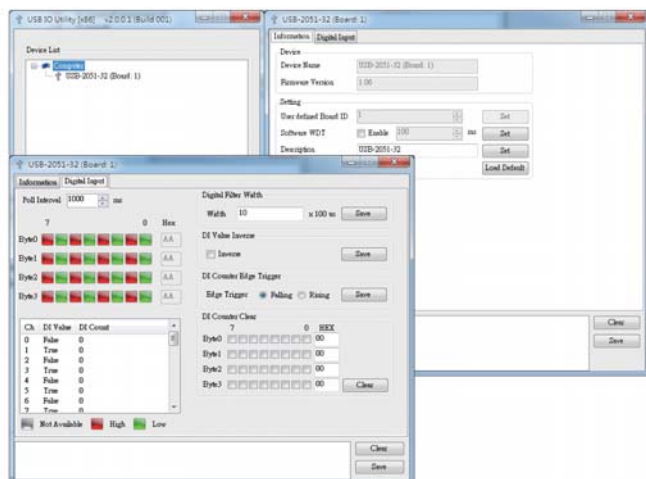 USB IO Utility [x86] v2.0.0.1 (Build 001)
Device List
Computer
USB-2051-32 (Board: 1)
USB-2051-32 (Board: 1)
Information Digital Input
Device
Device Name USB-2051-32 (Board: 1)
Firmware Version 1.06
Setting
User defined Board ID 1 Set
Software WDT Enable 100 ms Set
Description USB-2051-32 Set
Load Default
Clear
Save
USB-2051-32 (Board: 1)
Information Digital Input
Poll Interval 1000 ms
7 0 Hex
Byte0 AA
Byte1 AA
Byte2 AA
Byte3 AA
Ch DI Value DI Count
0 False 0
1 True 0
2 False 0
3 True 0
4 False 0
5 True 0
6 False 0
7 True 0
Not Available High Low
Digital Filter Width
Width 10 x 100 us Save
DI Value Inverse
Inverse Save
DI Counter Edge Trigger
Edge Trigger Falling Rising Save
DI Counter Clear
7 0 HEX
Byte0 00
Byte1 00
Byte2 00
Byte3 00 Clear
Clear
Save